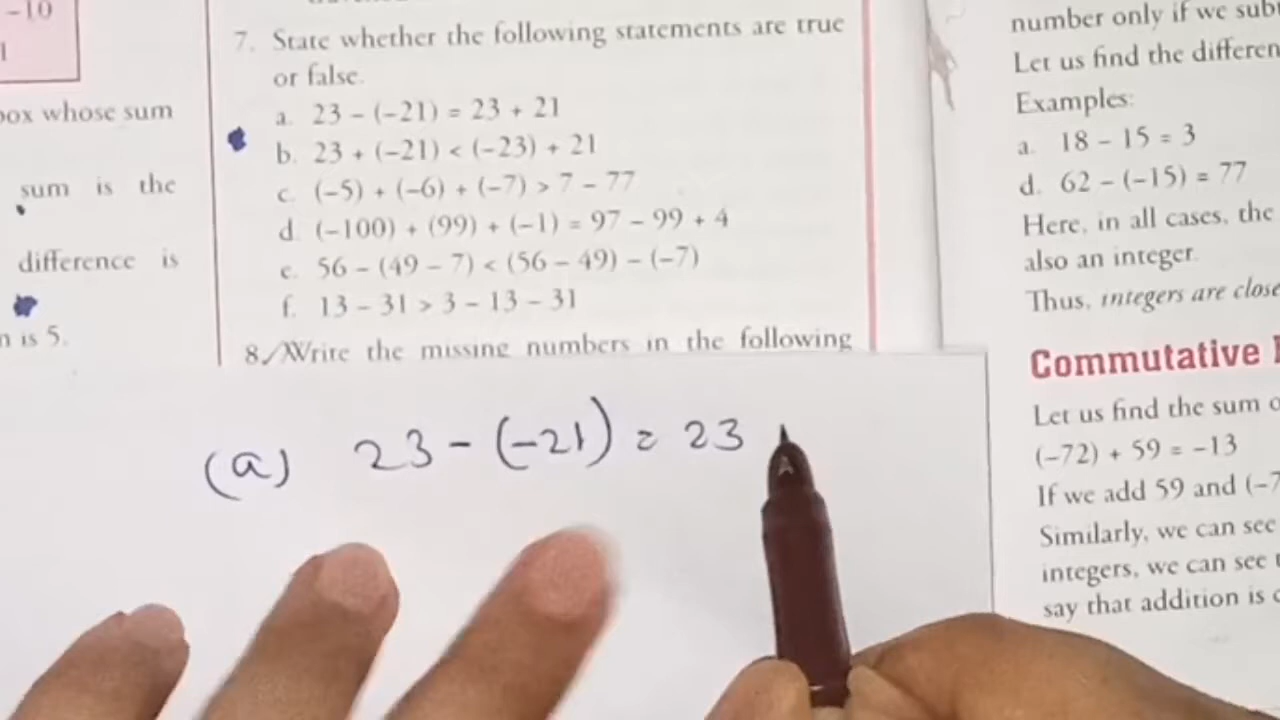 -10
1
box whose sum
sum is the
difference is
n is 5.
7. State whether the following statements are true
or false.
a. 23 – (–21) = 23 + 21
b. 23 + (–21) < (–23) + 21
c. (–5) + (–6) + (–7) > 7 – 77
d. (–100) + (99) + (–1) = 97 – 99 + 4
e. 56 – (49 – 7) < (56 – 49) – (–7)
f. 13 – 31 > 3 – 13 – 31
8. Write the missing numbers in the following
(a) 23 - (-21) = 23
number only if we sub
Let us find the differen
Examples:
a. 18 – 15 = 3
d. 62 – (–15) = 77
Here, in all cases, the
also an integer.
Thus, integers are close
Commutative
Let us find the sum o
(–72) + 59 = –13
If we add 59 and (–7
Similarly, we can see
integers, we can see
say that addition is c